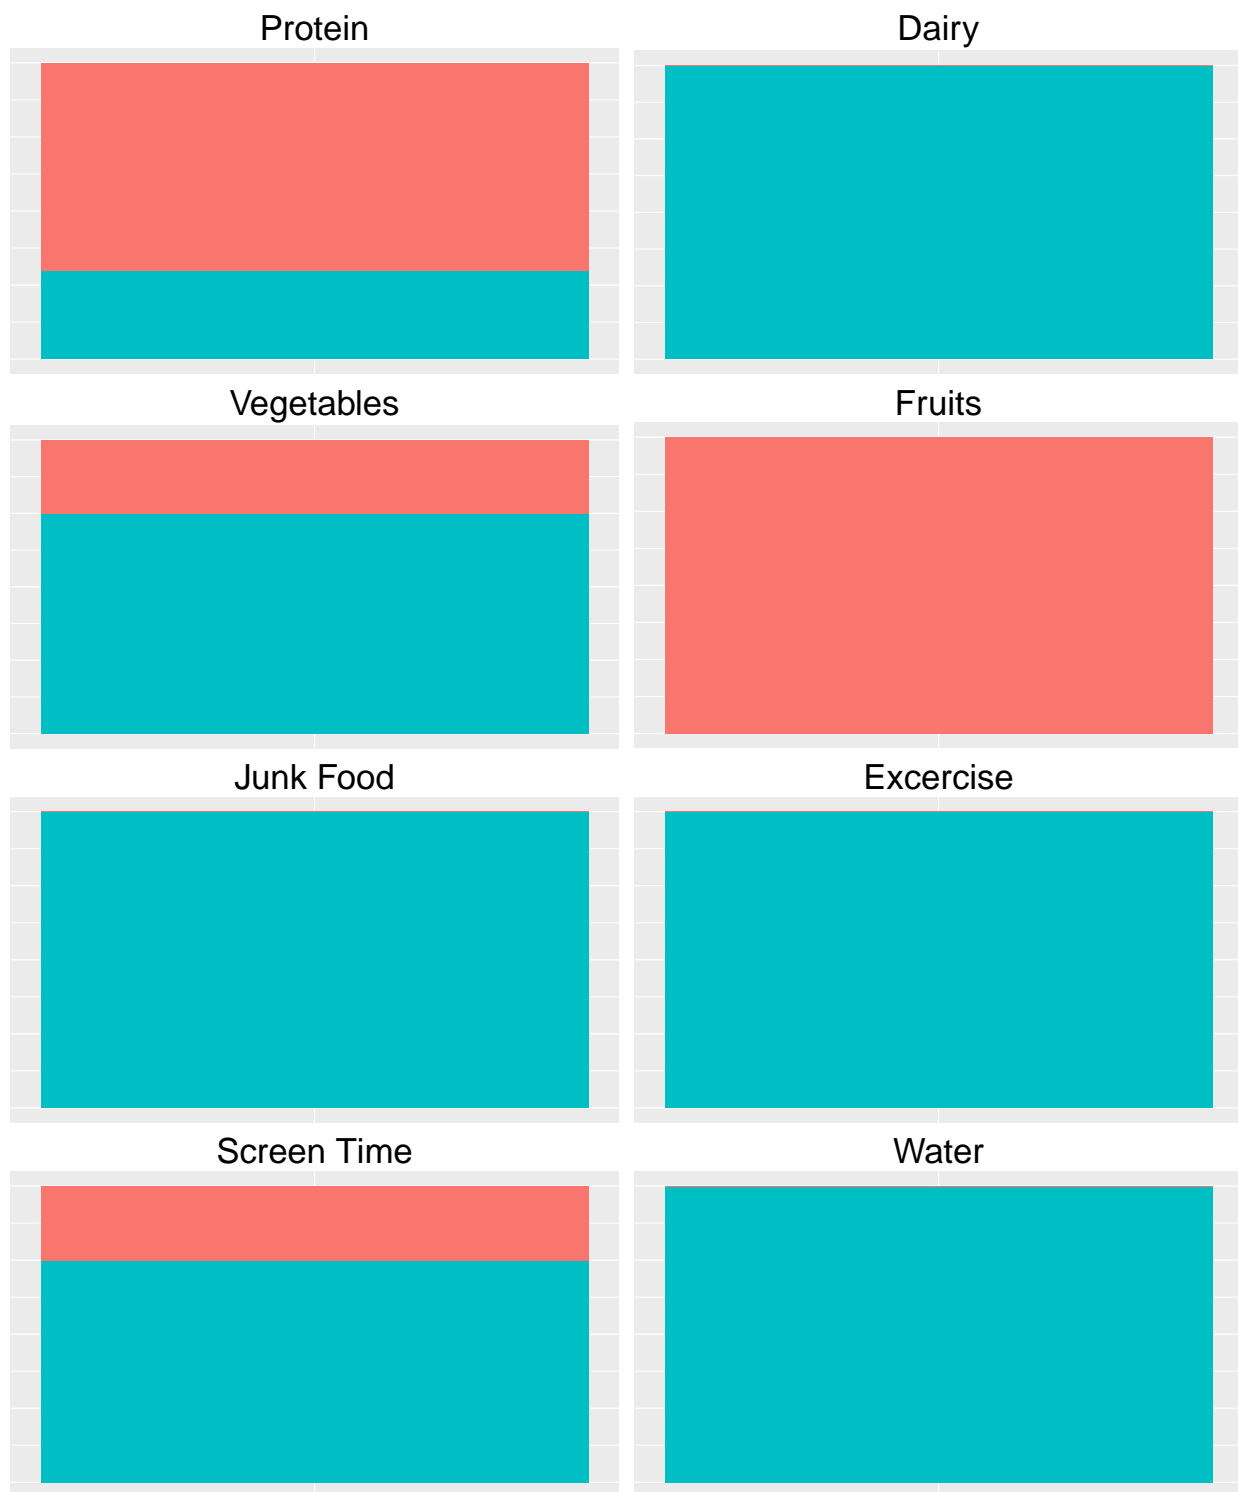 Protein
Dairy
Vegetables
Fruits
Junk Food
Excercise
Screen Time
Water